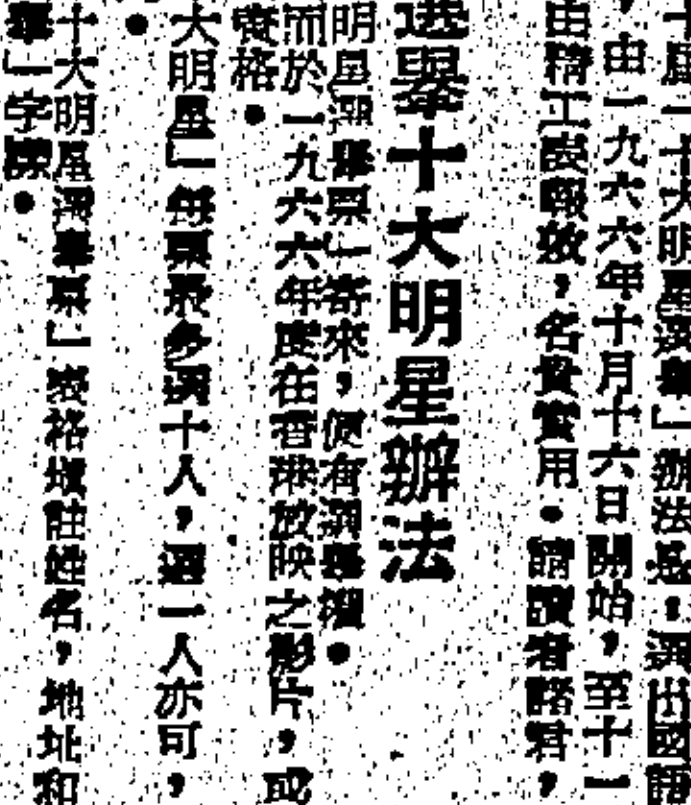 十屆「十大明星選舉」辦法是：選出國語
，由一九六六年十月十六日開始，至十一
由精工表報效，名貴實用。請讀者諸君，
選舉十大明星辦法
明星選舉票」寄來，便有選舉權。
而於一九六六年度在香港放映之影片，或
資格。
大明星」每票最多選十人，選一人亦可，
十大明星選舉票」表格填註姓名，地址和
舉」字牌。